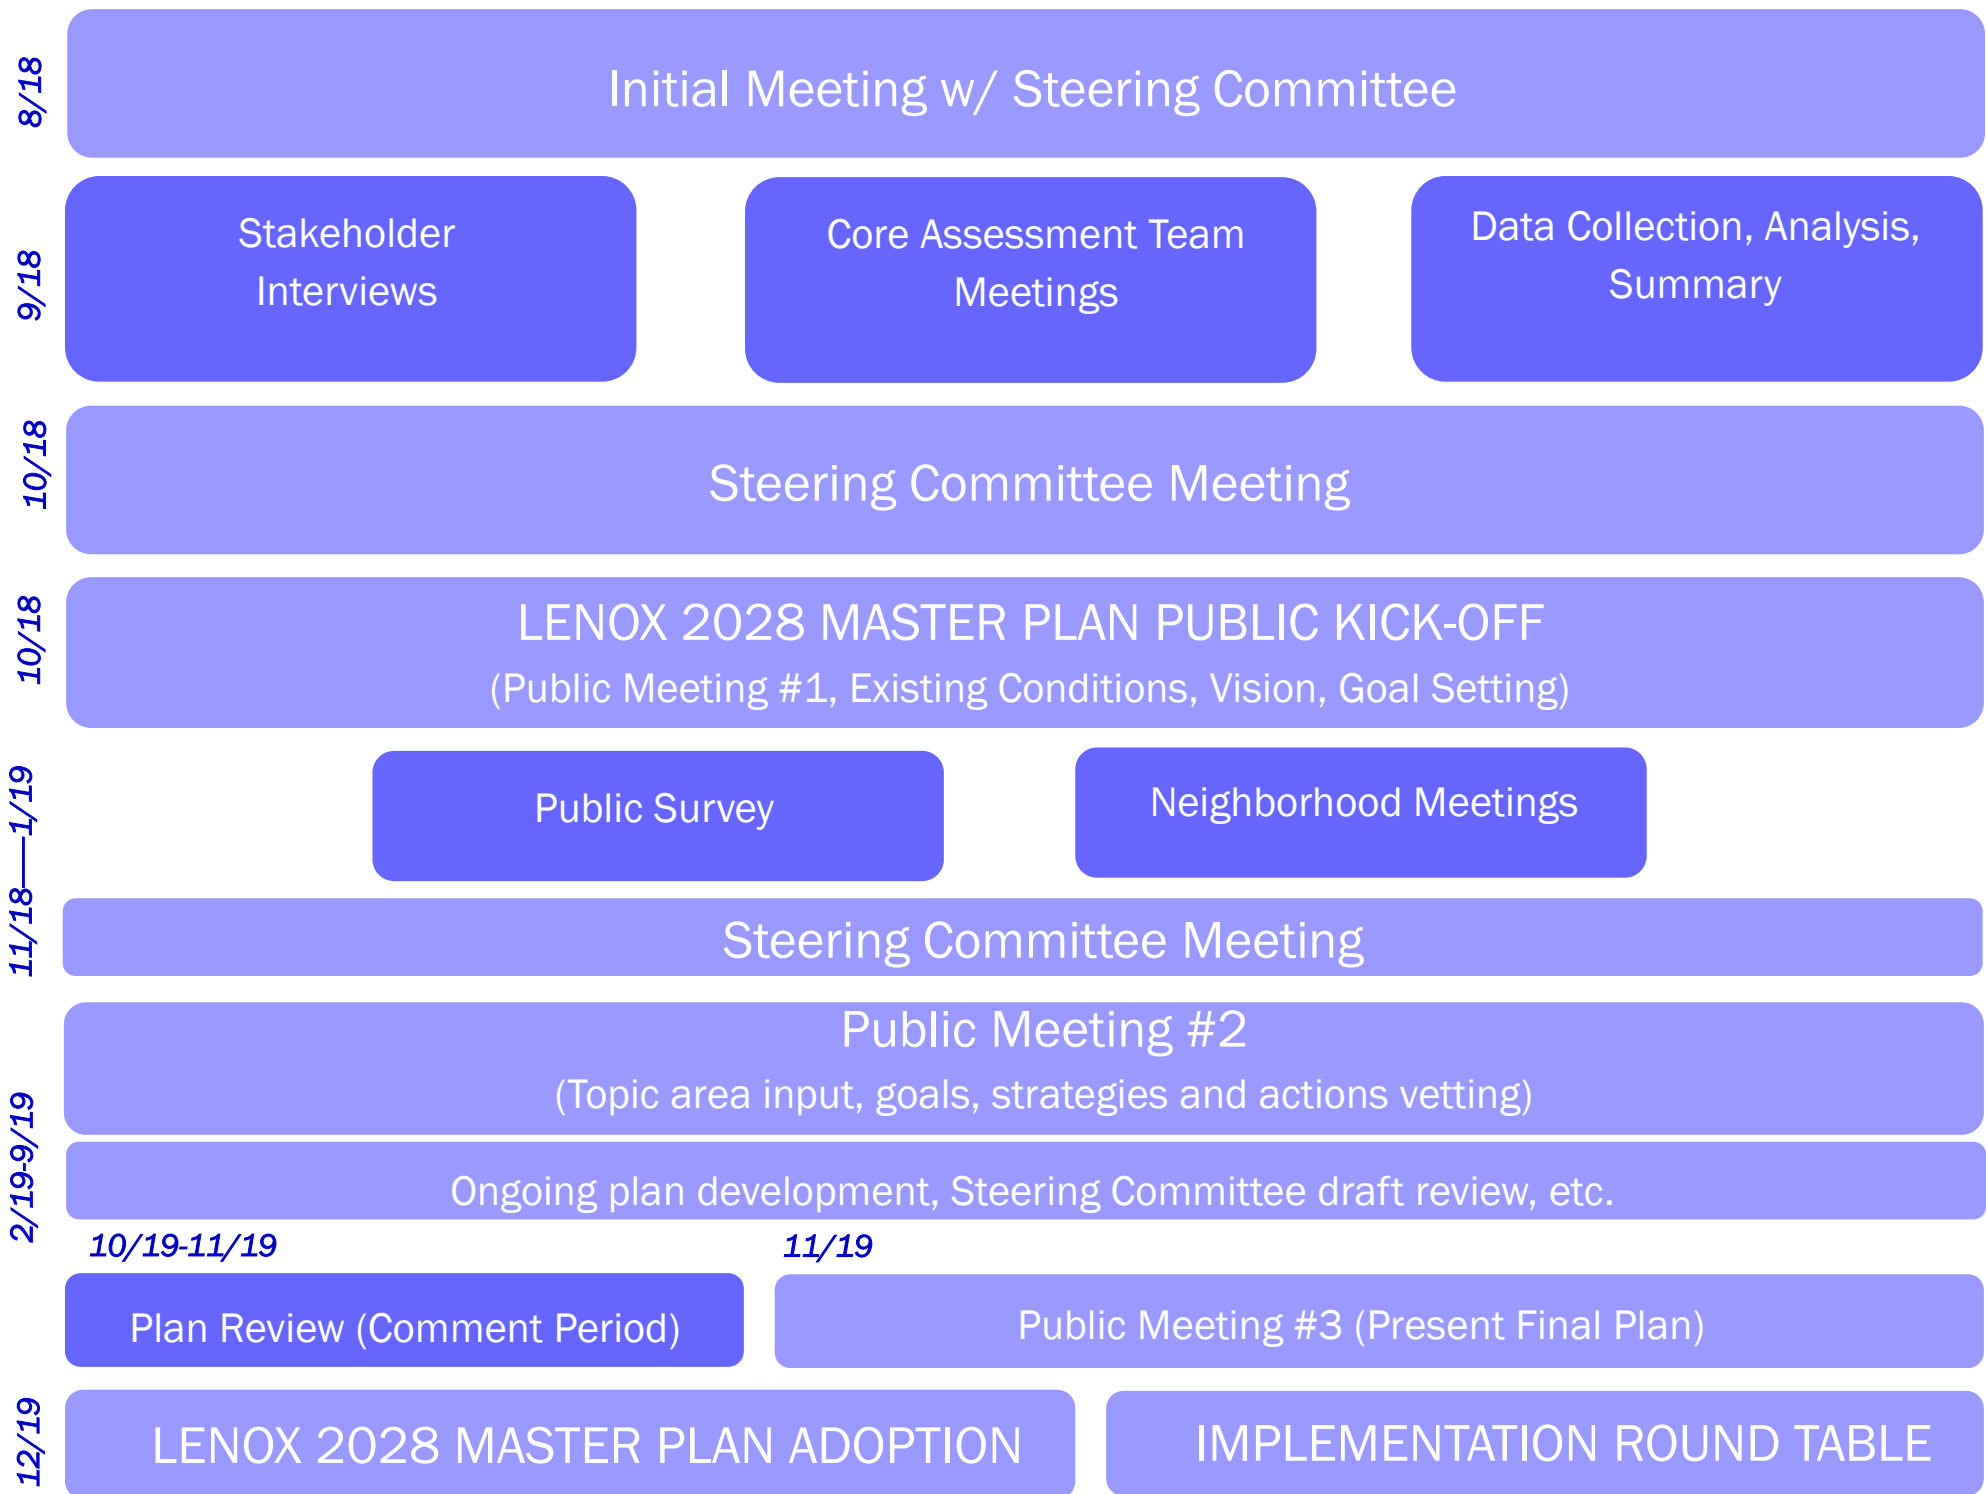 8/18
Initial Meeting w/ Steering Committee
9/18
Stakeholder
Interviews
Core Assessment Team
Meetings
Data Collection, Analysis,
Summary
10/18
Steering Committee Meeting
10/18
LENOX 2028 MASTER PLAN PUBLIC KICK-OFF
(Public Meeting #1, Existing Conditions, Vision, Goal Setting)
11/18——1/19
Public Survey
Neighborhood Meetings
Steering Committee Meeting
2/19-9/19
Public Meeting #2
(Topic area input, goals, strategies and actions vetting)
Ongoing plan development, Steering Committee draft review, etc.
10/19-11/19
Plan Review (Comment Period)
11/19
Public Meeting #3 (Present Final Plan)
12/19
LENOX 2028 MASTER PLAN ADOPTION
IMPLEMENTATION ROUND TABLE